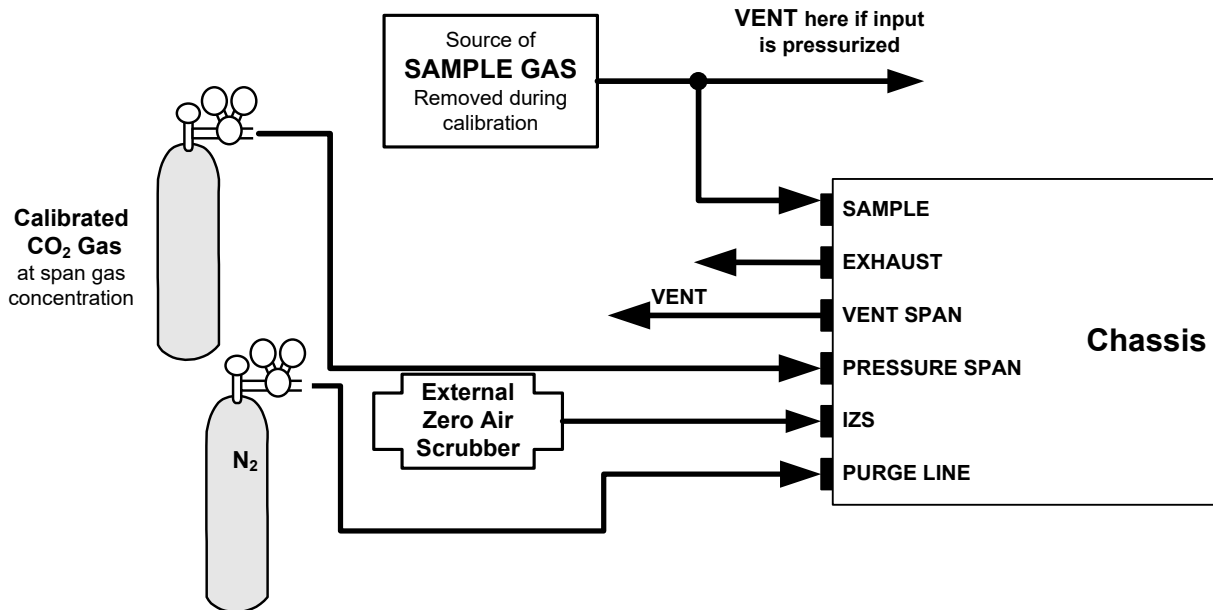 Source of
SAMPLE GAS
Removed during
calibration
VENT here if input
is pressurized
Calibrated
CO₂ Gas
at span gas
concentration
N₂
External
Zero Air
Scrubber
VENT
SAMPLE
EXHAUST
VENT SPAN
PRESSURE SPAN
IZS
PURGE LINE
Chassis